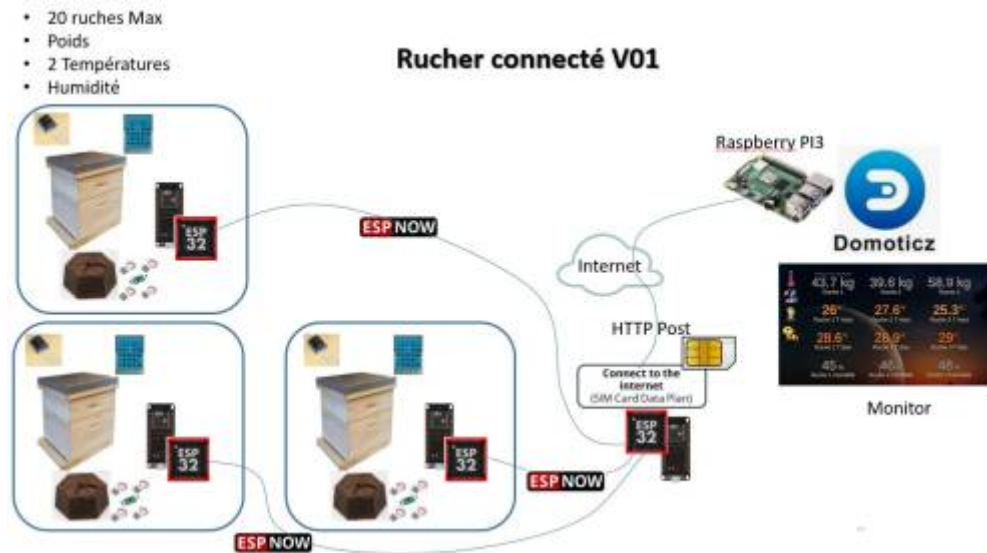 20 ruches Max
Poids
2 Températures
Humidité
Rucher connecté V01
Raspberry PI3
Domoticz
ESP 32
ESP NOW
Internet
HTTP Post
Connect to the internet
(SIM Card Data Plan)
ESP 32
43,7 kg 39.6 kg 58.9 kg
26° 27.6° 25.3°
28.6° 28.9° 29°
Monitor
ESP 32
ESP 32
ESP NOW
ESP NOW